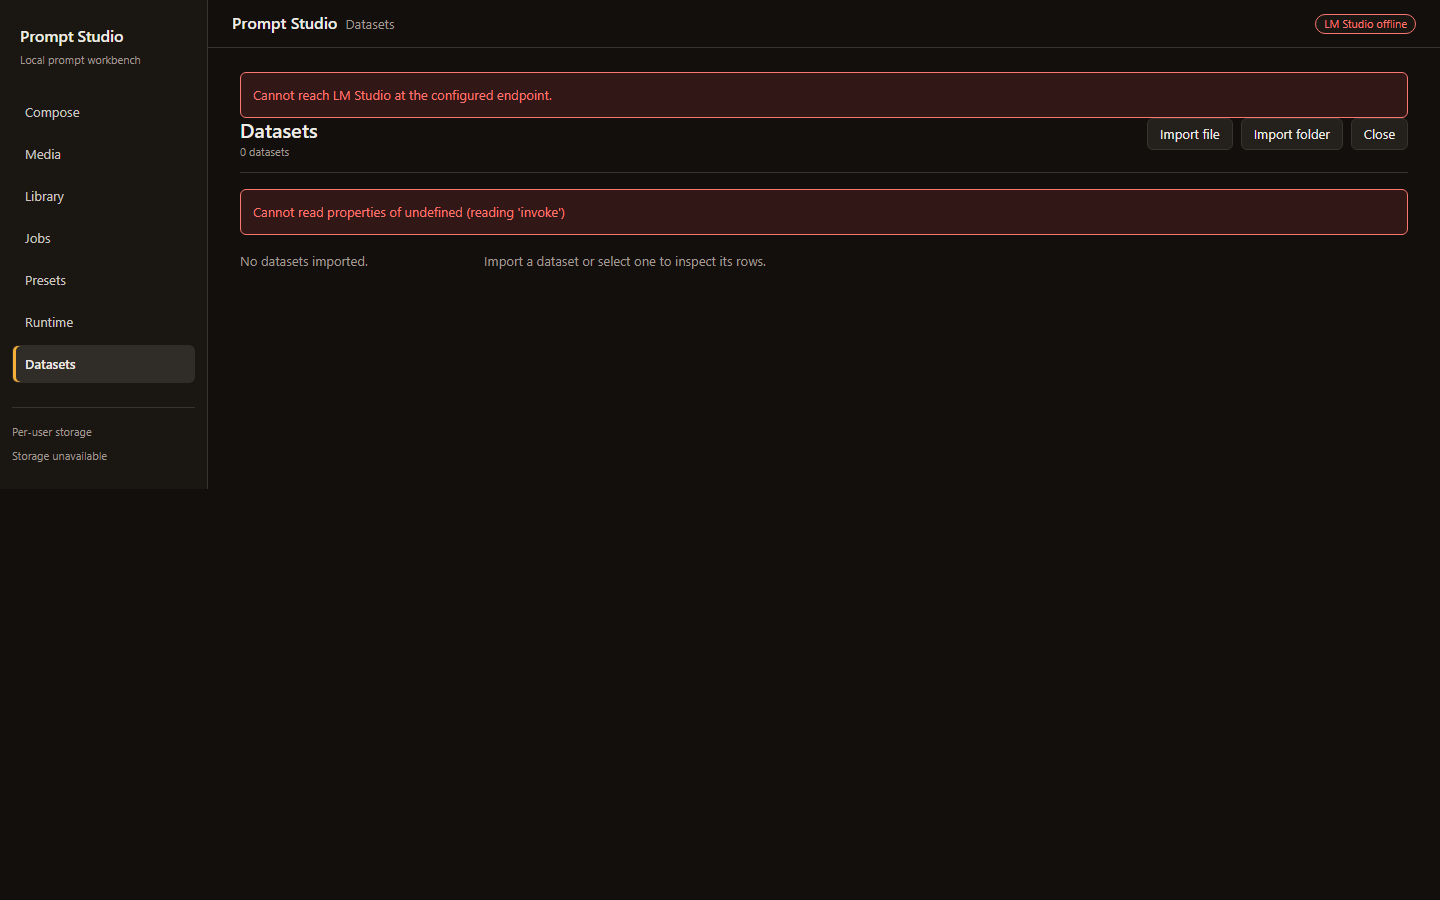 Prompt Studio
Local prompt workbench
Compose
Media
Library
Jobs
Presets
Runtime
Datasets
Per-user storage
Storage unavailable
Prompt Studio Datasets
LM Studio offline
Cannot reach LM Studio at the configured endpoint.
Datasets
0 datasets
Import file
Import folder
Close
Cannot read properties of undefined (reading 'invoke')
No datasets imported.
Import a dataset or select one to inspect its rows.